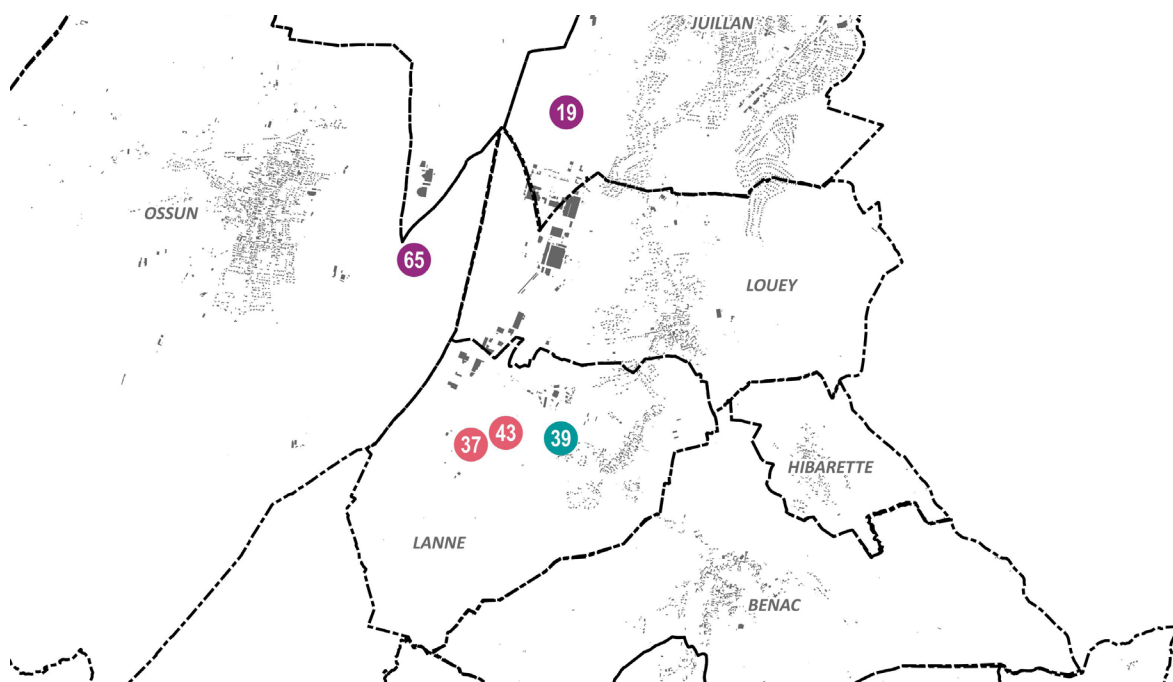 JUILLAN
19
OSSUN
65
LOUEY
37
43
39
HIBARETTE
LANNE
BENAC